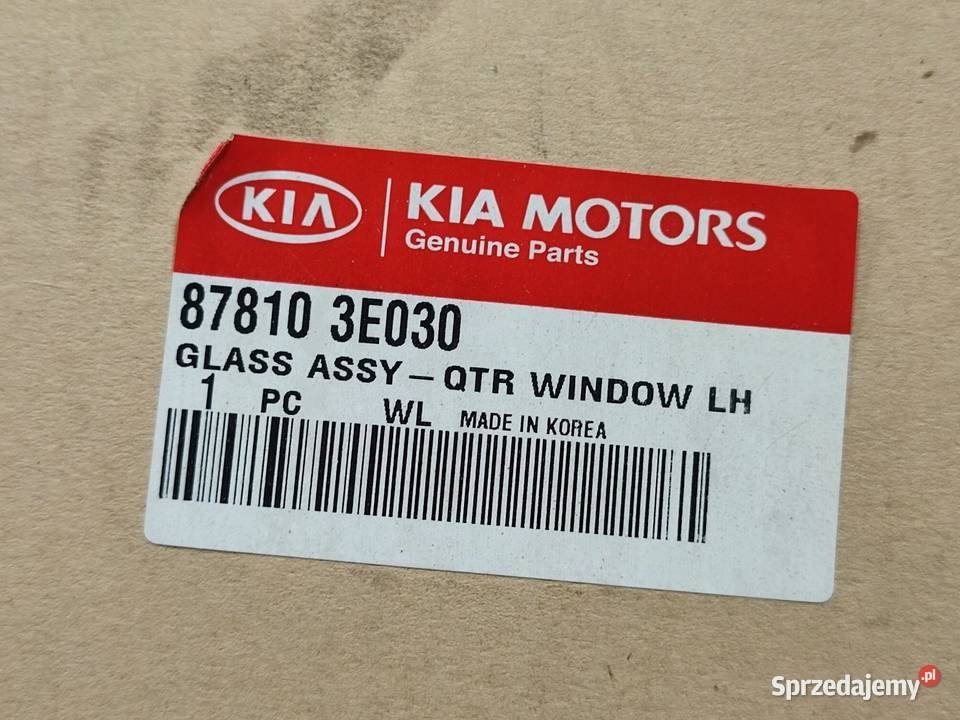 KIA
KIA MOTORS
Genuine Parts
87810 3E030
GLASS ASSY-QTR WINDOW LH
1 PC WL MADE IN KOREA
Sprzedajemy.pl